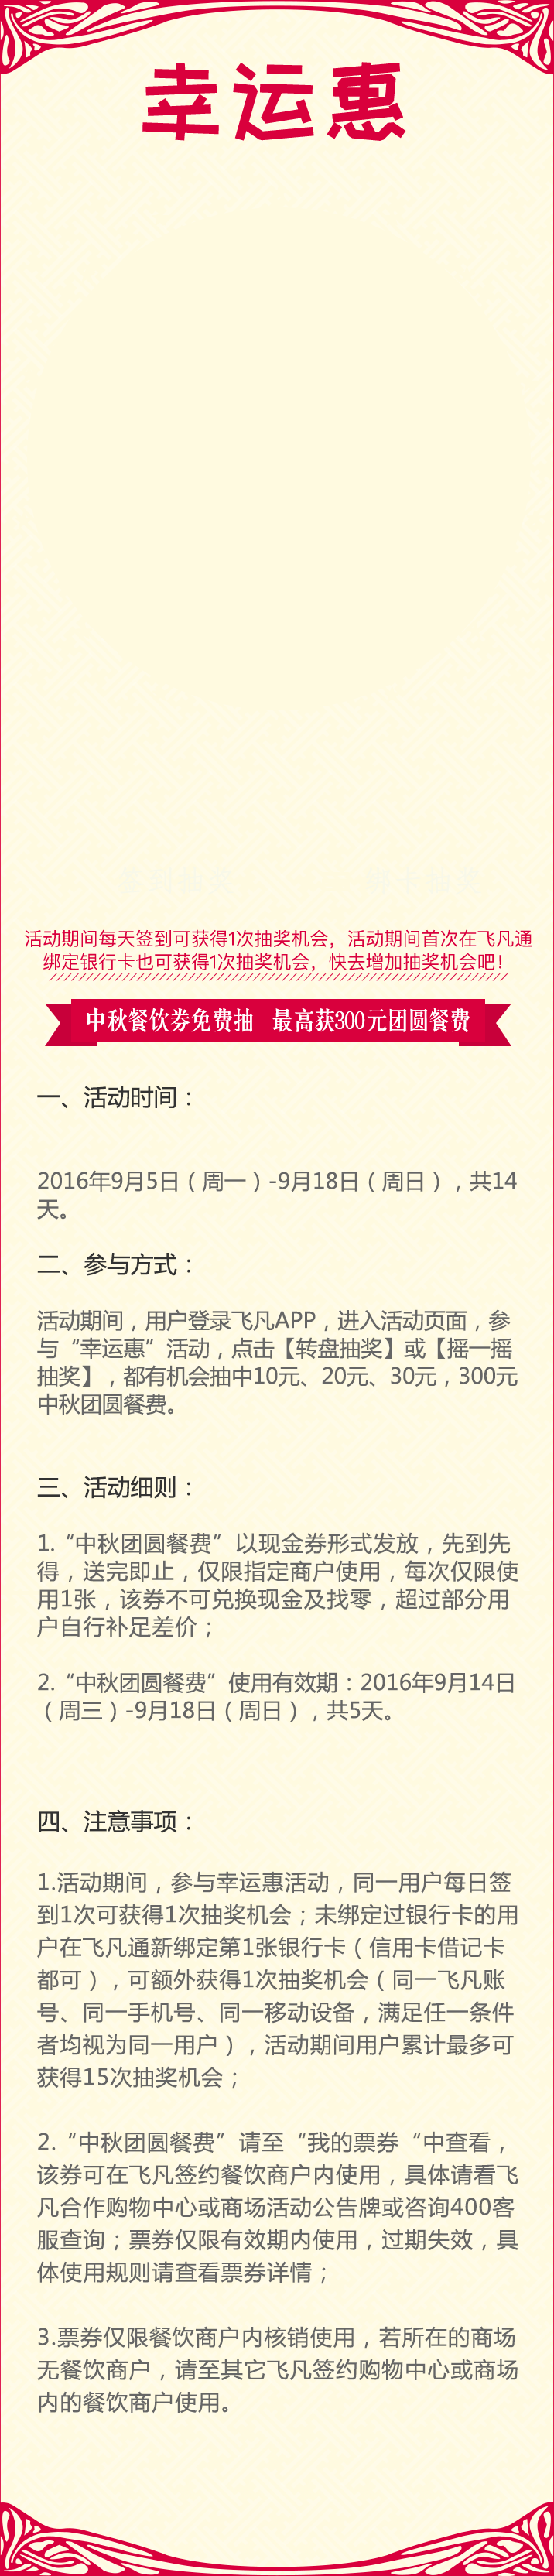 幸运惠
签到抽奖 绑卡抽奖
活动期间每天签到可获得1次抽奖机会，活动期间首次在飞凡通
绑定银行卡也可获得1次抽奖机会，快去增加抽奖机会吧！
中秋餐饮券免费抽 最高获300元团圆餐费
一、活动时间：
2016年9月5日（周一）-9月18日（周日），共14
天。
二、参与方式：
活动期间，用户登录飞凡APP，进入活动页面，参
与“幸运惠”活动，点击【转盘抽奖】或【摇一摇
抽奖】，都有机会抽中10元、20元、30元，300元
中秋团圆餐费。
三、活动细则：
1.“中秋团圆餐费”以现金券形式发放，先到先
得，送完即止，仅限指定商户使用，每次仅限使
用1张，该券不可兑换现金及找零，超过部分用
户自行补足差价；
2.“中秋团圆餐费”使用有效期：2016年9月14日
（周三）-9月18日（周日），共5天。
四、注意事项：
1.活动期间，参与幸运惠活动，同一用户每日签
到1次可获得1次抽奖机会；未绑定过银行卡的用
户在飞凡通新绑定第1张银行卡（信用卡借记卡
都可），可额外获得1次抽奖机会（同一飞凡账
号、同一手机号、同一移动设备，满足任一条件
者均视为同一用户），活动期间用户累计最多可
获得15次抽奖机会；
2.“中秋团圆餐费”请至“我的票券“中查看，
该券可在飞凡签约餐饮商户内使用，具体请看飞
凡合作购物中心或商场活动公告牌或咨询400客
服查询；票券仅限有效期内使用，过期失效，具
体使用规则请查看票券详情；
3.票券仅限餐饮商户内核销使用，若所在的商场
无餐饮商户，请至其它飞凡签约购物中心或商场
内的餐饮商户使用。